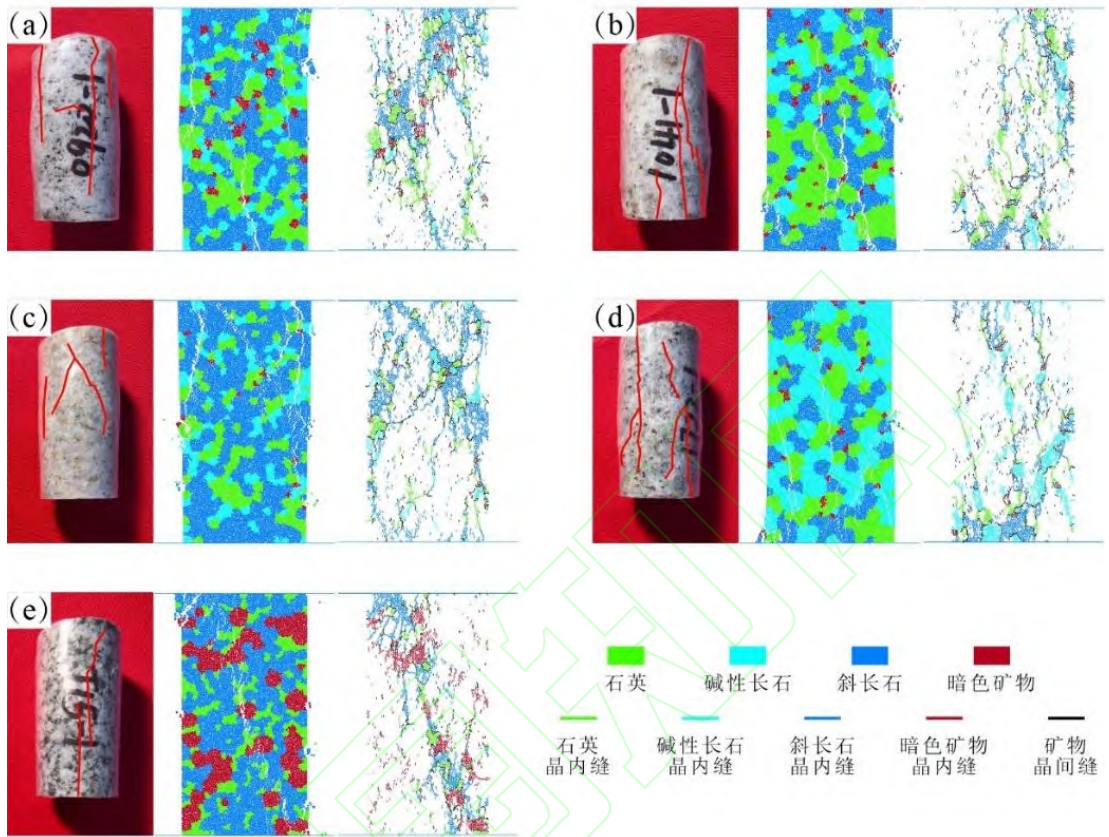 (a)
(b)
(c)
(d)
(e)
1041-1
石英
碱性长石
斜长石
暗色矿物
石英
晶内缝
碱性长石
晶内缝
斜长石
晶内缝
暗色矿物
晶内缝
矿物
晶间缝